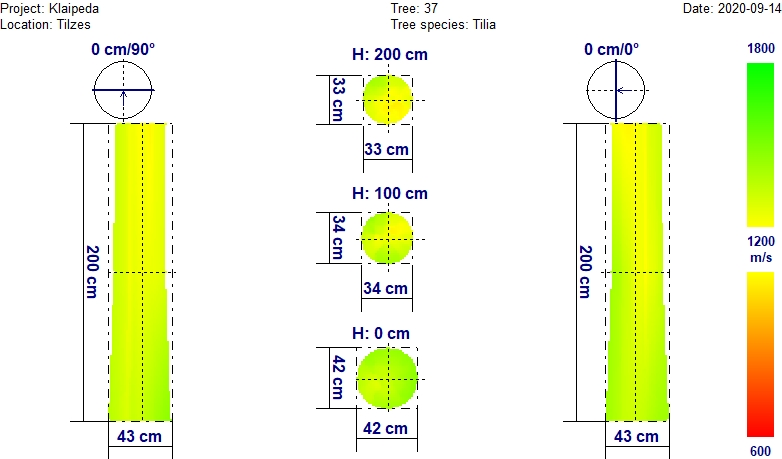 Project: Klaipeda
Tree: 37
Date: 2020-09-14
Location: Tilzes
Tree species: Tilia
0 cm/90°
H: 200 cm
0 cm/0°
1800
33 cm
33 cm
H: 100 cm
34 cm
34 cm
200 cm
200 cm
1200
m/s
H: 0 cm
42 cm
42 cm
43 cm
43 cm
600